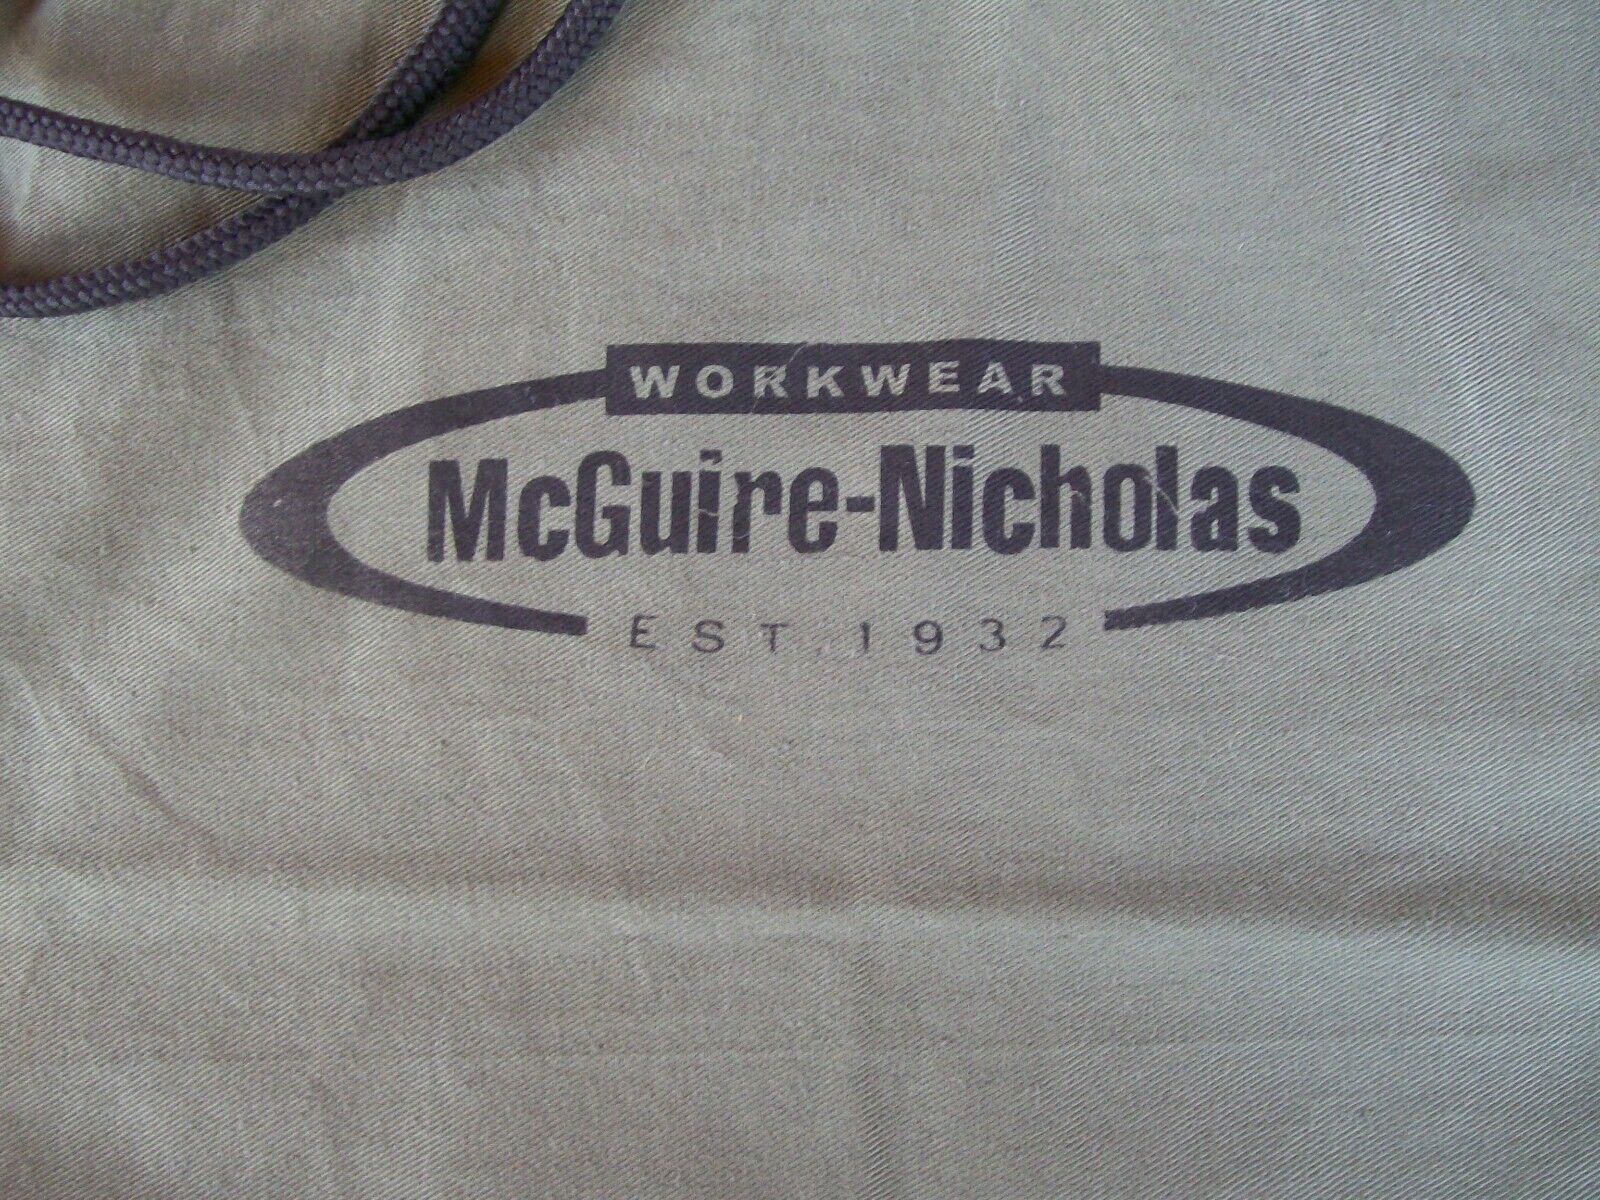 WORKWEAR
McGuire-Nicholas
EST. 1932